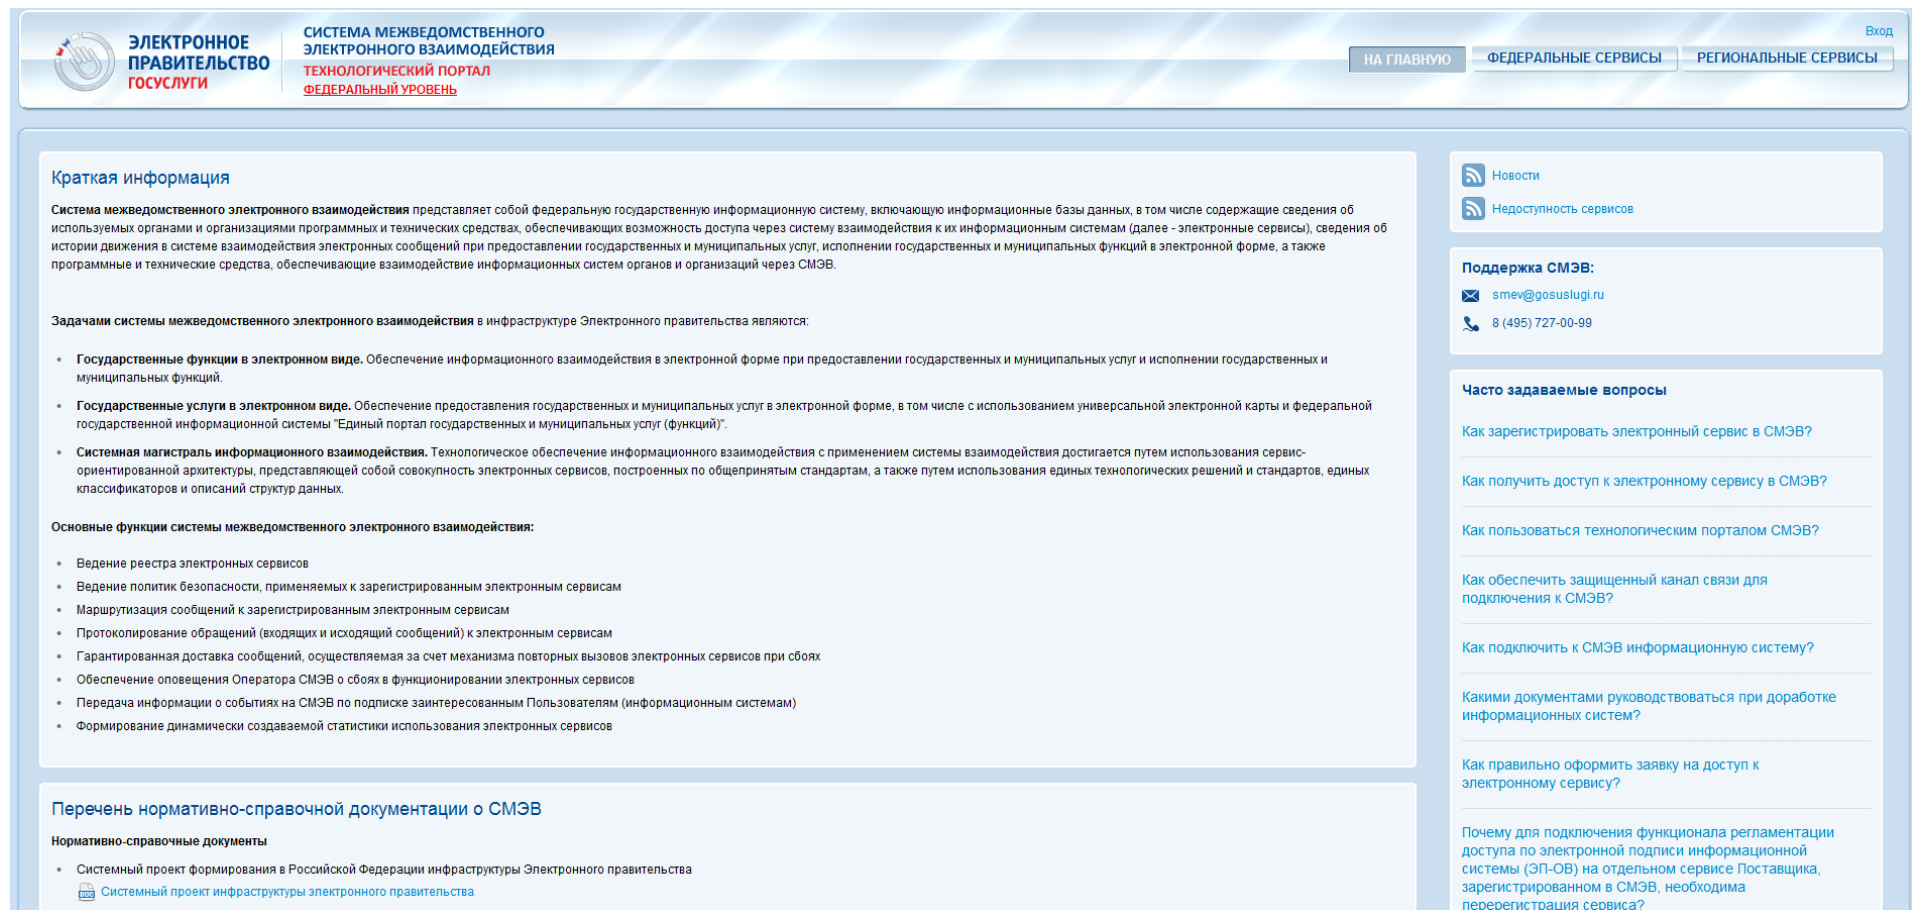 ЭЛЕКТРОННОЕ
ПРАВИТЕЛЬСТВО
ГОСУСЛУГИ
СИСТЕМА МЕЖВЕДОМСТВЕННОГО
ЭЛЕКТРОННОГО ВЗАИМОДЕЙСТВИЯ
ТЕХНОЛОГИЧЕСКИЙ ПОРТАЛ
ФЕДЕРАЛЬНЫЙ УРОВЕНЬ
Вход
НА ГЛАВНУЮ
ФЕДЕРАЛЬНЫЕ СЕРВИСЫ
РЕГИОНАЛЬНЫЕ СЕРВИСЫ
Краткая информация
Система межведомственного электронного взаимодействия представляет собой федеральную государственную информационную систему, включающую информационные базы данных, в том числе содержащие сведения об
используемых органами и организациями программных и технических средствах, обеспечивающих возможность доступа через систему взаимодействия к их информационным системам (далее - электронные сервисы), сведения об
истории движения в системе взаимодействия электронных сообщений при предоставлении государственных и муниципальных услуг, исполнении государственных и муниципальных функций в электронной форме, а также
программные и технические средства, обеспечивающие взаимодействие информационных систем органов и организаций через СМЭВ.
Задачами системы межведомственного электронного взаимодействия в инфраструктуре Электронного правительства являются:
• Государственные функции в электронном виде. Обеспечение информационного взаимодействия в электронной форме при предоставлении государственных и муниципальных услуг и исполнении государственных и
муниципальных функций.
• Государственные услуги в электронном виде. Обеспечение предоставления государственных и муниципальных услуг в электронной форме, в том числе с использованием универсальной электронной карты и федеральной
государственной информационной системы "Единый портал государственных и муниципальных услуг (функций)".
• Системная магистраль информационного взаимодействия. Технологическое обеспечение информационного взаимодействия с применением системы взаимодействия достигается путем использования сервис-
ориентированной архитектуры, представляющей собой совокупность электронных сервисов, построенных по общепринятым стандартам, а также путем использования единых технологических решений и стандартов, единых
классификаторов и описаний структур данных.
Основные функции системы межведомственного электронного взаимодействия:
• Ведение реестра электронных сервисов
• Ведение политик безопасности, применяемых к зарегистрированным электронным сервисам
• Маршрутизация сообщений к зарегистрированным электронным сервисам
• Протоколирование обращений (входящих и исходящий сообщений) к электронным сервисам
• Гарантированная доставка сообщений, осуществляемая за счет механизма повторных вызовов электронных сервисов при сбоях
• Обеспечение оповещения Оператора СМЭВ о сбоях в функционировании электронных сервисов
• Передача информации о событиях на СМЭВ по подписке заинтересованным Пользователям (информационным системам)
• Формирование динамически создаваемой статистики использования электронных сервисов
Перечень нормативно-справочной документации о СМЭВ
Нормативно-справочные документы
• Системный проект формирования в Российской Федерации инфраструктуры Электронного правительства
Системный проект инфраструктуры электронного правительства
Новости
Недоступность сервисов
Поддержка СМЭВ:
smev@gosuslugi.ru
8 (495) 727-00-99
Часто задаваемые вопросы
Как зарегистрировать электронный сервис в СМЭВ?
Как получить доступ к электронному сервису в СМЭВ?
Как пользоваться технологическим порталом СМЭВ?
Как обеспечить защищенный канал связи для
подключения к СМЭВ?
Как подключить к СМЭВ информационную систему?
Какими документами руководствоваться при доработке
информационных систем?
Как правильно оформить заявку на доступ к
электронному сервису?
Почему для подключения функционала регламентации
доступа по электронной подписи информационной
системы (ЭП-ОВ) на отдельном сервисе Поставщика,
зарегистрированном в СМЭВ, необходима
перерегистрация сервиса?